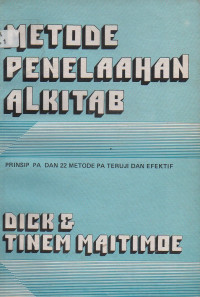 METODE
PENELAAHAN
ALKITAB
PRINSIP PA DAN 22 METODE PA TERUJI DAN EFEKTIF
DICK &
TINEM MAITIMOE